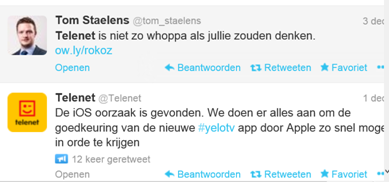 Tom Staelens @tom_staelens 3 dec
Telenet is niet zo whoppa als jullie zouden denken.
ow.ly/rokoz
Openen Beantwoorden Retweeten Favoriet
Telenet @Telenet 1 dec
telenet
De iOS oorzaak is gevonden. We doen er alles aan om de
goedkeuring van de nieuwe #yelotv app door Apple zo snel moge
in orde te krijgen
12 keer geretweet
Openen Beantwoorden Retweeten Favoriet